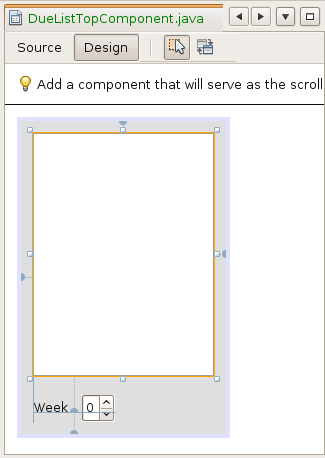 DueListTopComponent.java
Source Design
Add a component that will serve as the scroll
Week 0